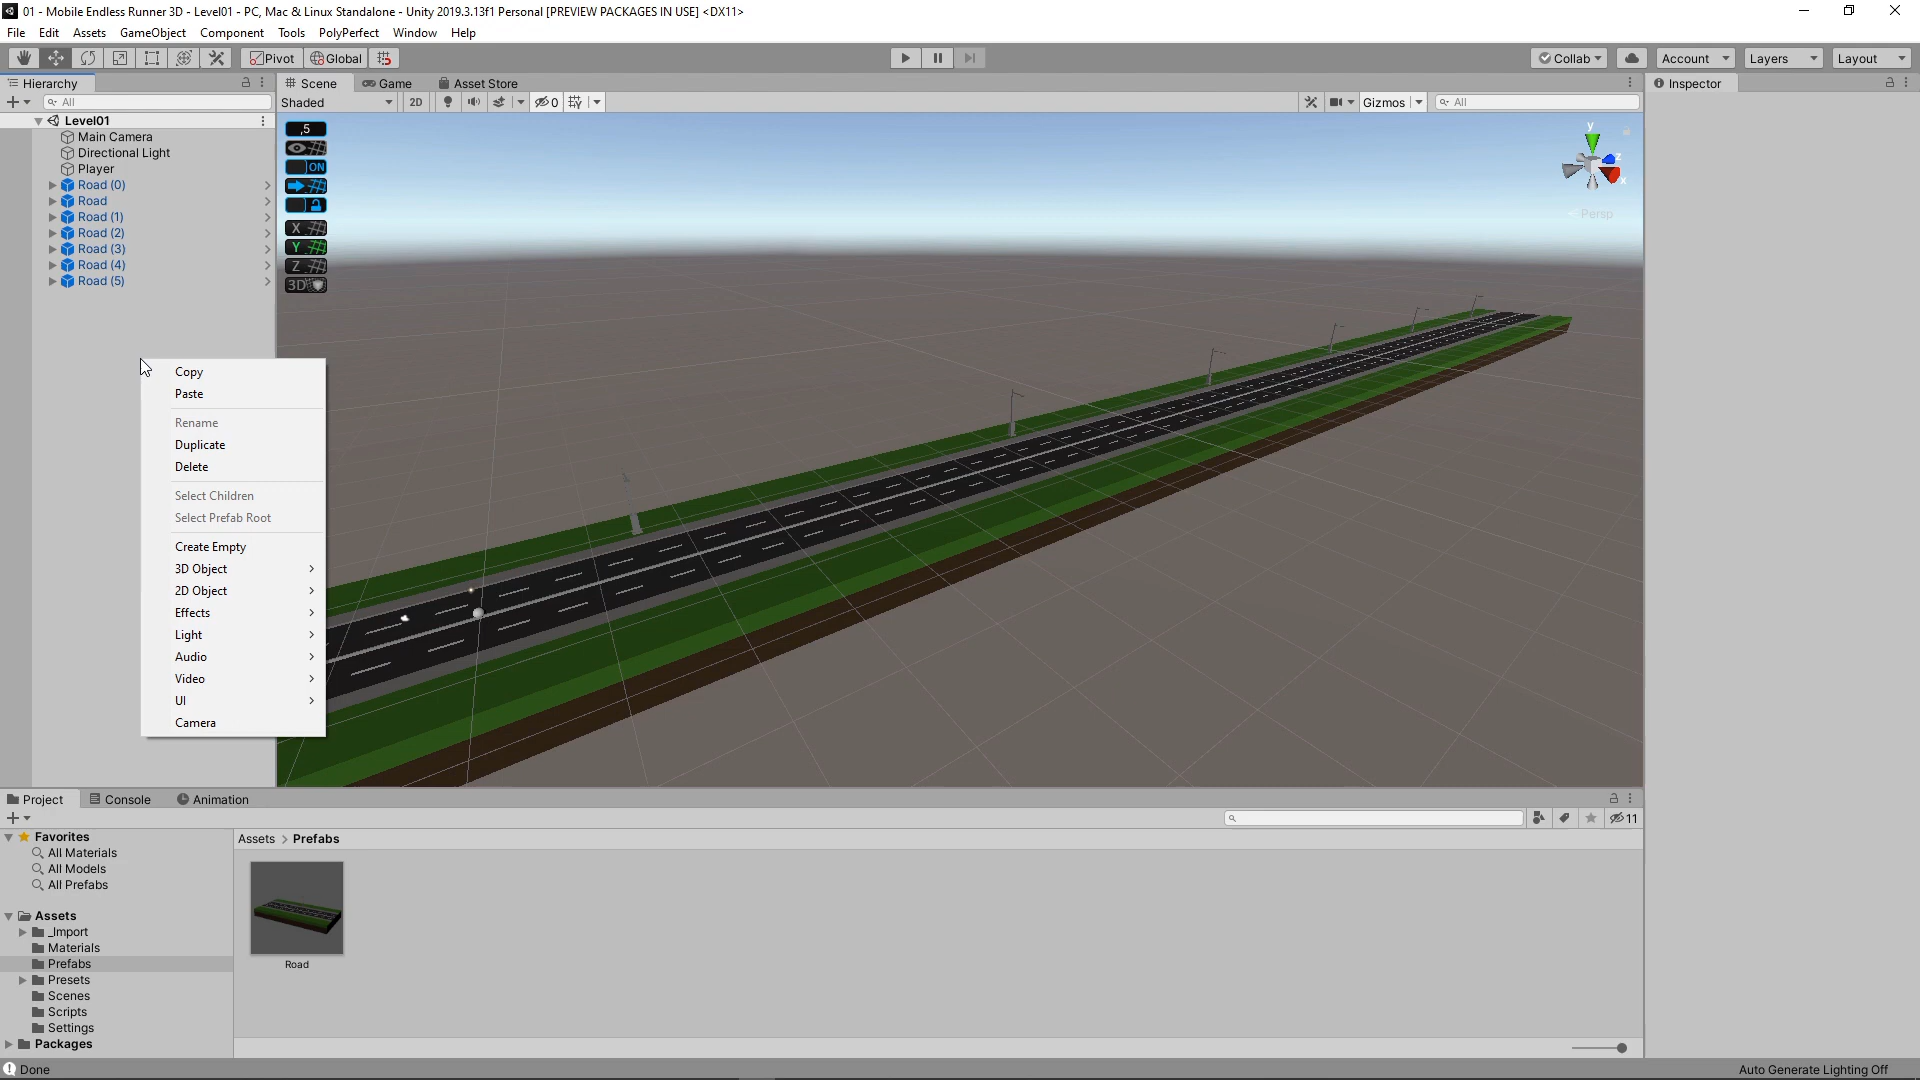 01 - Mobile Endless Runner 3D - Level01 - PC, Mac & Linux Standalone - Unity 2019.3.13f1 Personal [PREVIEW PACKAGES IN USE] <DX11>
File Edit Assets GameObject Component Tools PolyPerfect Window Help
Pivot Global Collab Account Layers Layout
Hierarchy
All
Level01
Main Camera
Directional Light
Player
Road (0)
Road
Road (1)
Road (2)
Road (3)
Road (4)
Road (5)
Copy
Paste
Rename
Duplicate
Delete
Select Children
Select Prefab Root
Create Empty
3D Object
2D Object
Effects
Light
Audio
Video
UI
Camera
Scene Game Asset Store
Shaded 2D 0 Gizmos All
,5
ON
X
Y
Z
3D
y
z
x
Persp
Inspector
Project Console Animation
11
Favorites
All Materials
All Models
All Prefabs
Assets
_Import
Materials
Prefabs
Presets
Scenes
Scripts
Settings
Packages
Assets > Prefabs
Road
Done
Auto Generate Lighting Off